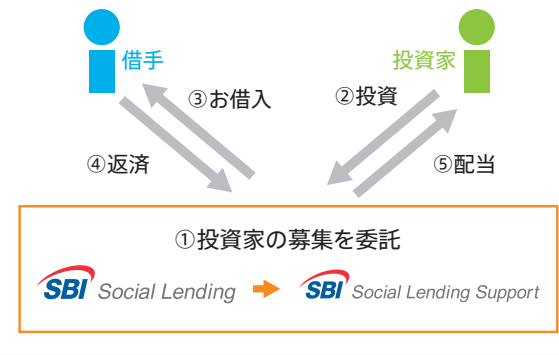 借手
投資家
③お借入
②投資
④返済
⑤配当
①投資家の募集を委託
SBI Social Lending
SBI Social Lending Support